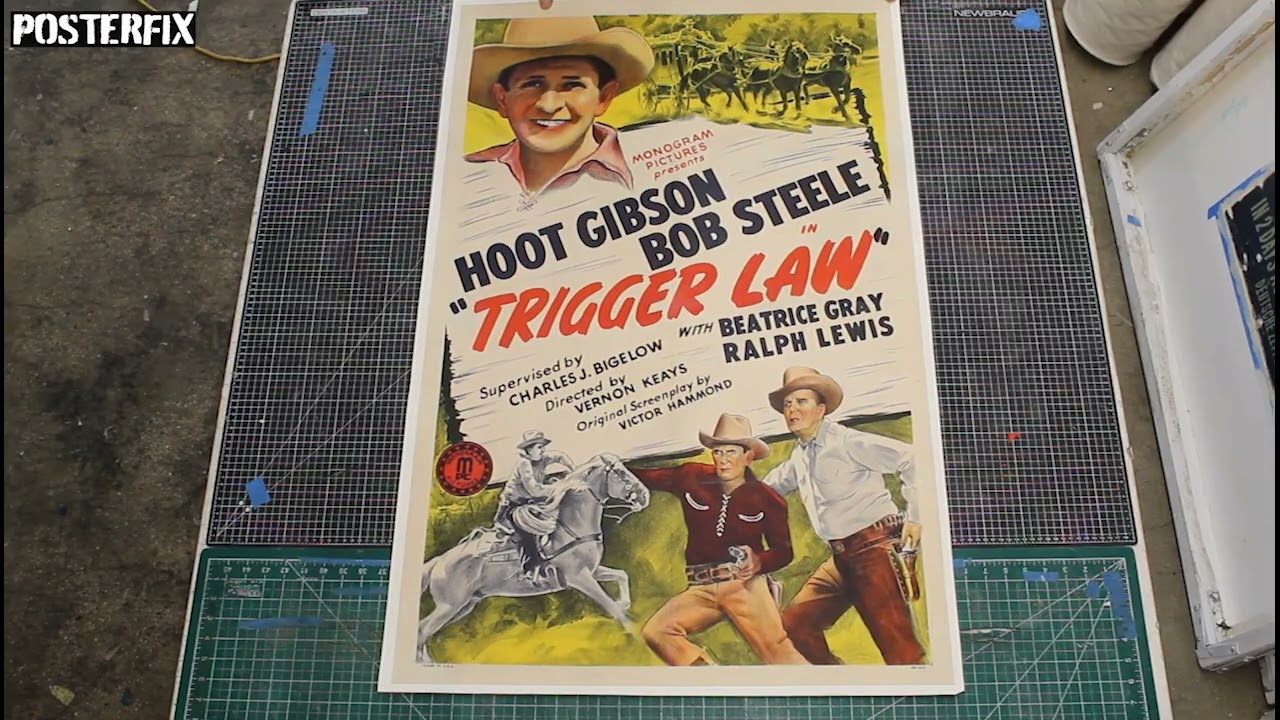 POSTERFIX
NEWBRAU
MONOGRAM
PICTURES
presents
HOOT GIBSON
BOB STEELE
IN
"TRIGGER LAW"
WITH BEATRICE GRAY
RALPH LEWIS
Supervised by
CHARLES J. BIGELOW
Directed by
VERNON KEAYS
Original Screenplay by
VICTOR HAMMOND
M